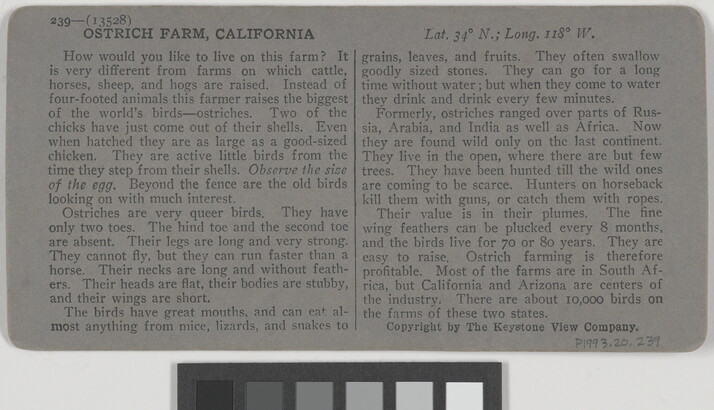 239—(13528)
OSTRICH FARM, CALIFORNIA
Lat. 34° N.; Long. 118° W.
How would you like to live on this farm? It
is very different from farms on which cattle,
horses, sheep, and hogs are raised. Instead of
four-footed animals this farmer raises the biggest
of the world's birds—ostriches. Two of the
chicks have just come out of their shells. Even
when hatched they are as large as a good-sized
chicken. They are active little birds from the
time they step from their shells. Observe the size
of the egg. Beyond the fence are the old birds
looking on with much interest.
Ostriches are very queer birds. They have
only two toes. The hind toe and the second toe
are absent. Their legs are long and very strong.
They cannot fly, but they can run faster than a
horse. Their necks are long and without feath-
ers. Their heads are flat, their bodies are stubby,
and their wings are short.
The birds have great mouths, and can eat al-
most anything from mice, lizards, and snakes to
grains, leaves, and fruits. They often swallow
goodly sized stones. They can go for a long
time without water; but when they come to water
they drink and drink every few minutes.
Formerly, ostriches ranged over parts of Rus-
sia, Arabia, and India as well as Africa. Now
they are found wild only on the last continent.
They live in the open, where there are but few
trees. They have been hunted till the wild ones
are coming to be scarce. Hunters on horseback
kill them with guns, or catch them with ropes.
Their value is in their plumes. The fine
wing feathers can be plucked every 8 months,
and the birds live for 70 or 80 years. They are
easy to raise. Ostrich farming is therefore
profitable. Most of the farms are in South Af-
rica, but California and Arizona are centers of
the industry. There are about 10,000 birds on
the farms of these two states.
Copyright by The Keystone View Company.
P1993.20.239